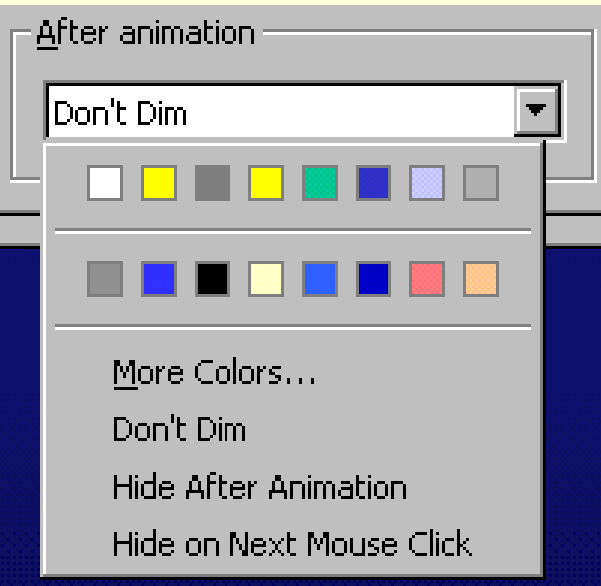 After animation
Don't Dim
More Colors...
Don't Dim
Hide After Animation
Hide on Next Mouse Click